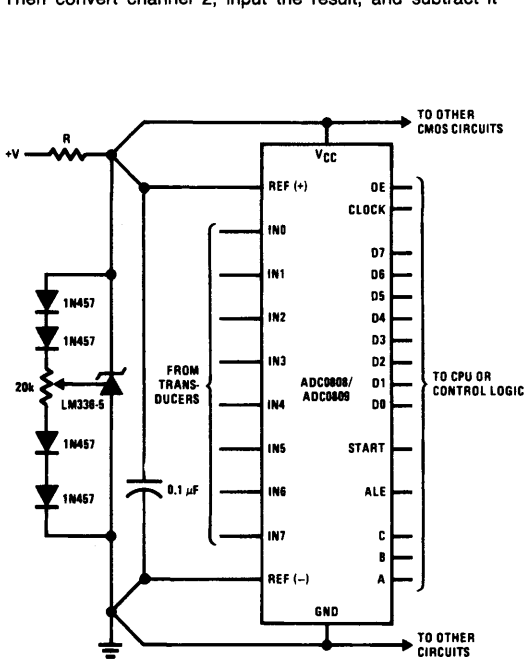 Then convert channel 2, input the result, and subtract it
TO OTHER
CMOS CIRCUITS
R
+V
VCC
REF (+)
OE
CLOCK
IN0
IN1
IN2
IN3
IN4
IN5
IN6
IN7
D7
D6
D5
D4
D3
D2
D1
D0
1N457
1N457
20k
LM336-5
1N457
1N457
FROM
TRANS-
DUCERS
ADC0808/
ADC0809
TO CPU OR
CONTROL LOGIC
START
ALE
0.1 µF
C
B
A
REF (−)
GND
TO OTHER
CIRCUITS